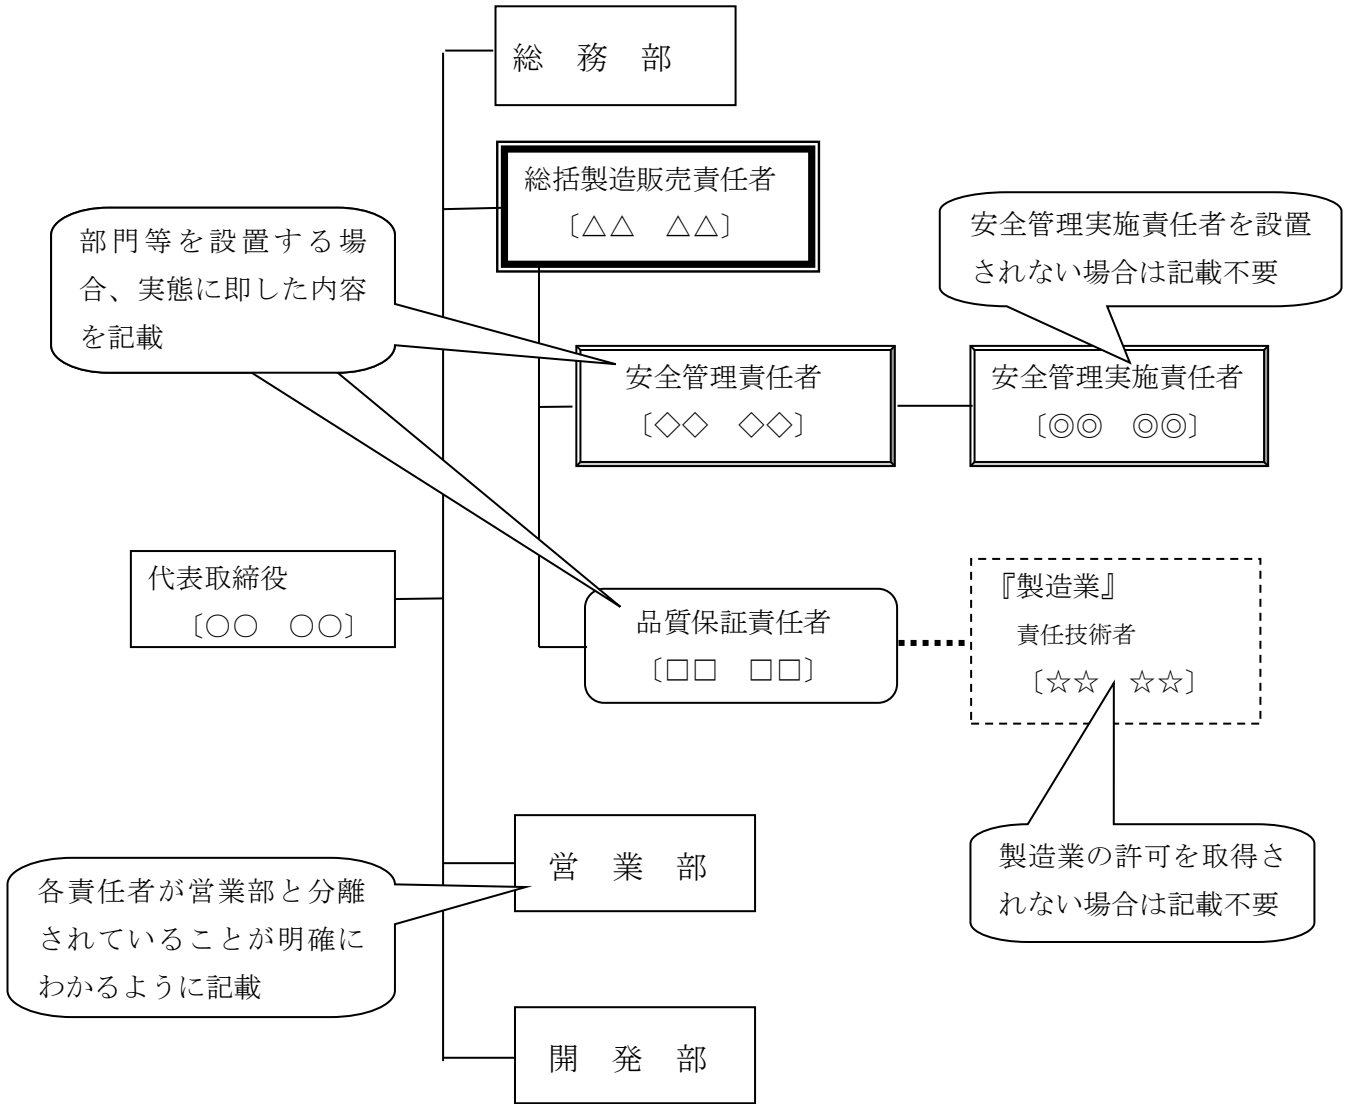 総　務　部
総括製造販売責任者
〔△△　△△〕
部門等を設置する場
合、実態に即した内容
を記載
安全管理実施責任者を設置
されない場合は記載不要
安全管理責任者
〔◇◇　◇◇〕
安全管理実施責任者
〔◎◎　◎◎〕
代表取締役
〔○○　○○〕
品質保証責任者
〔□□　□□〕
『製造業』
責任技術者
〔☆☆　☆☆〕
営　業　部
各責任者が営業部と分離
されていることが明確に
わかるように記載
製造業の許可を取得さ
れない場合は記載不要
開　発　部